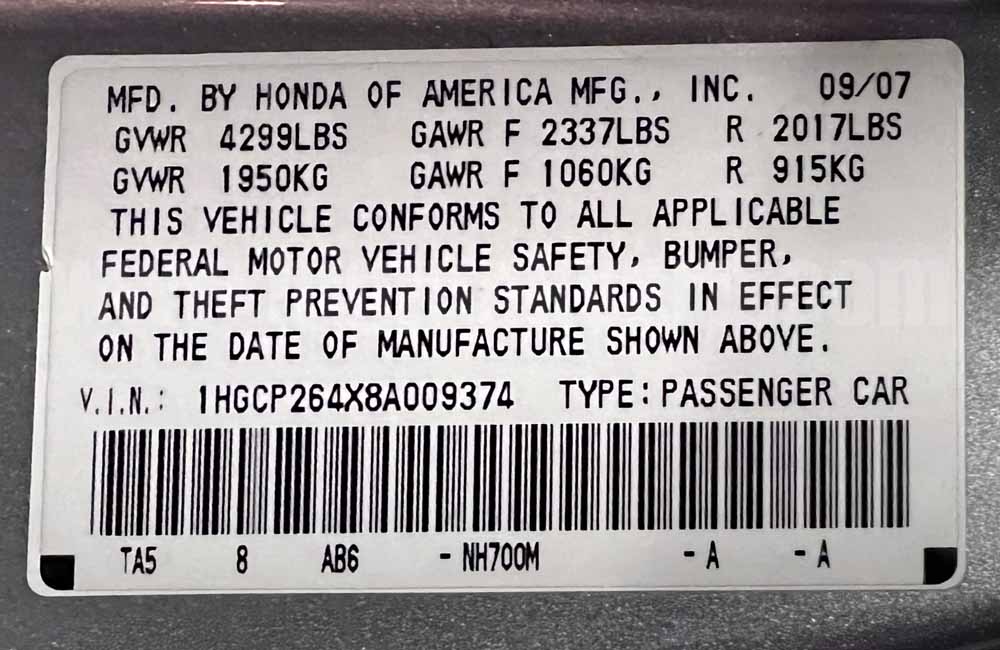 MFD. BY HONDA OF AMERICA MFG., INC. 09/07
GVWR 4299LBS GAWR F 2337LBS R 2017LBS
GVWR 1950KG GAWR F 1060KG R 915KG
THIS VEHICLE CONFORMS TO ALL APPLICABLE
FEDERAL MOTOR VEHICLE SAFETY, BUMPER,
AND THEFT PREVENTION STANDARDS IN EFFECT
ON THE DATE OF MANUFACTURE SHOWN ABOVE.
V.I.N.: 1HGCP264X8A009374 TYPE: PASSENGER CAR
TA5 8 AB6 - NH700M - A - A